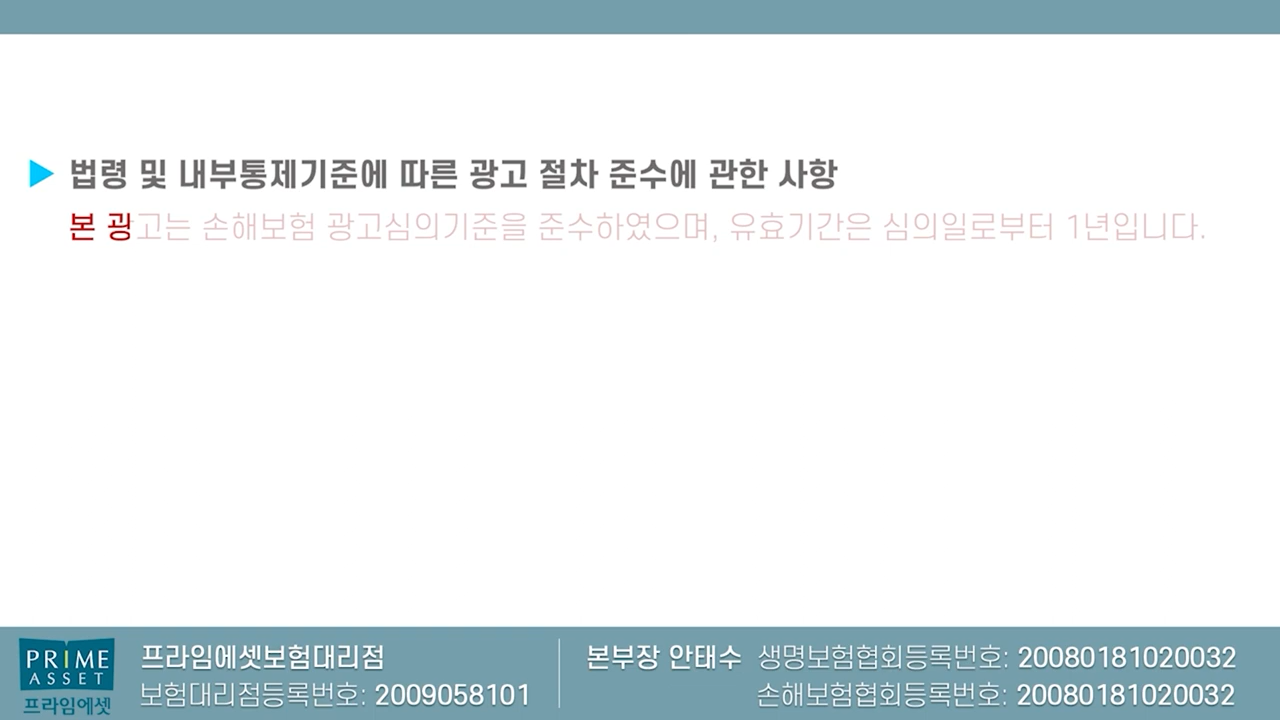 ▶ 법령 및 내부통제기준에 따른 광고 절차 준수에 관한 사항
본 광고는 손해보험 광고심의기준을 준수하였으며, 유효기간은 심의일로부터 1년입니다.
PRIME
ASSET
프라임에셋
프라임에셋보험대리점
보험대리점등록번호: 2009058101
본부장 안태수 생명보험협회등록번호: 20080181020032
손해보험협회등록번호: 20080181020032